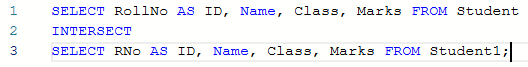 1 SELECT RollNo AS ID, Name, Class, Marks FROM Student
2 INTERSECT
3 SELECT RNo AS ID, Name, Class, Marks FROM Student1;